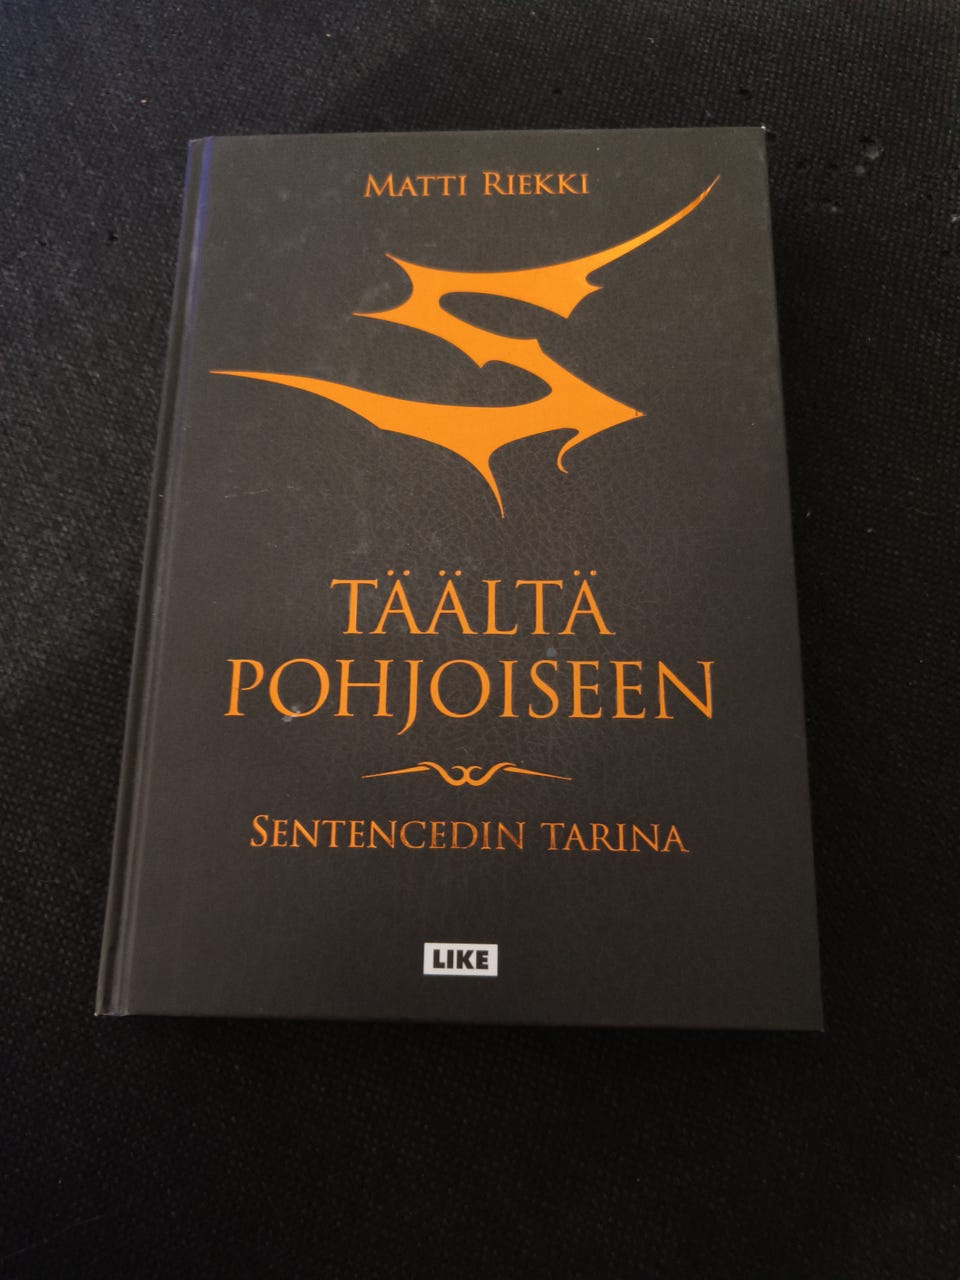 MATTI RIEKKI
TÄÄLTÄ
POHJOISEEN
SENTENCEDIN TARINA
LIKE